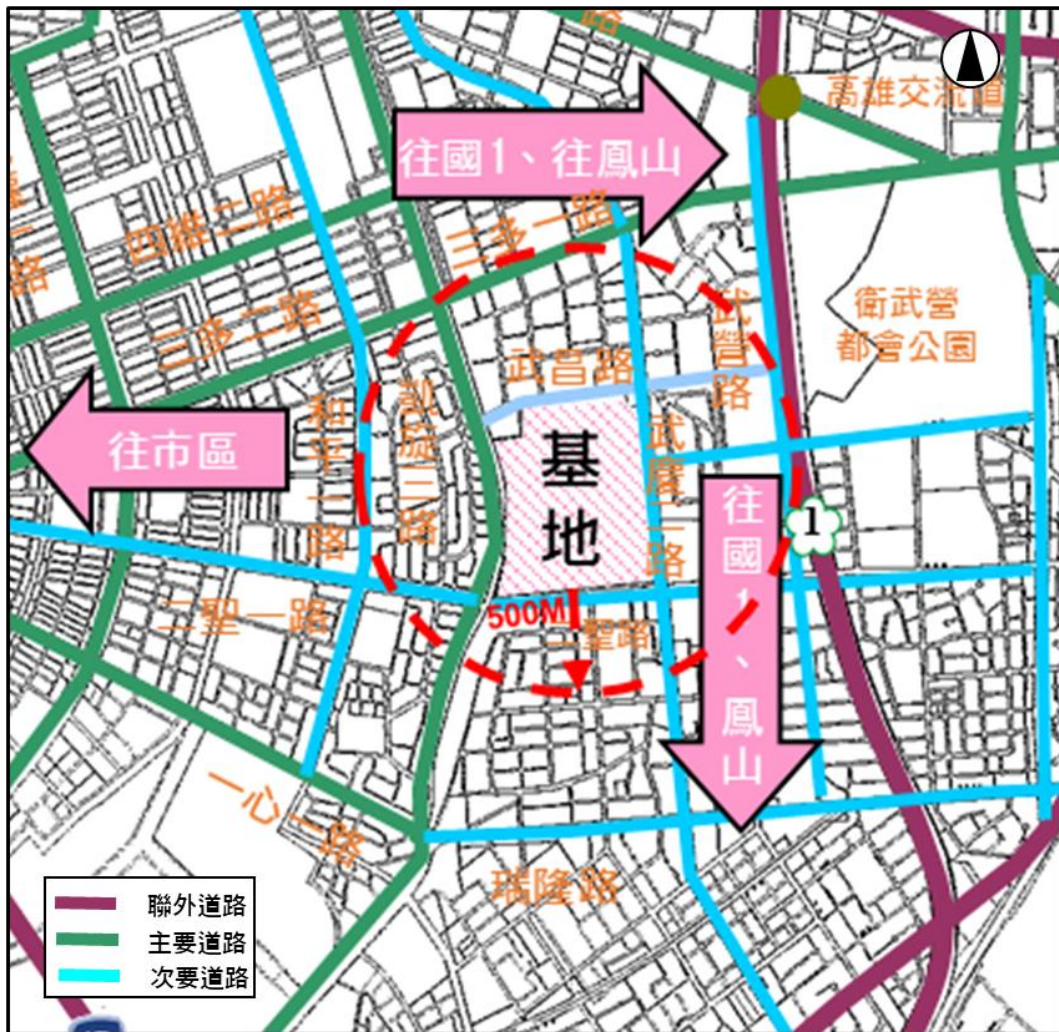 路
高雄交流道
往國1、往鳳山
四維二路
三多一路
路
衛武營
都會公園
三多二路
武昌路
武營路
和平一路
凱旋三路
往市區
基地
武慶一路
往國1、鳳山
1
500M
二聖路
二聖一路
一心一路
瑞隆路
聯外道路
主要道路
次要道路